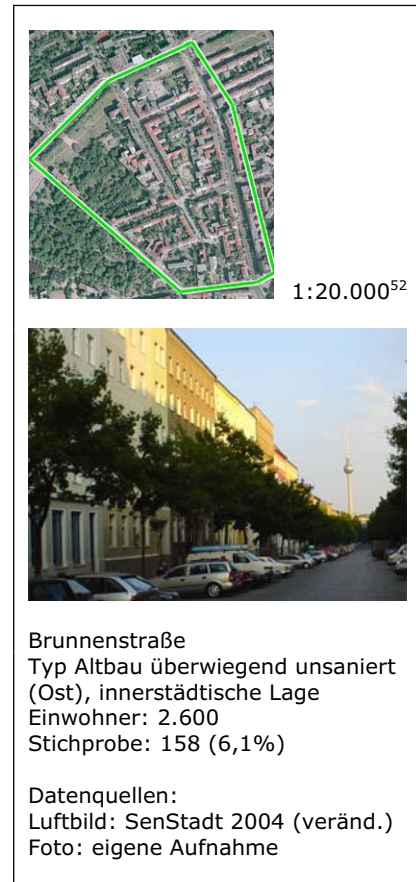 1:20.000⁵²
Brunnenstraße
Typ Altbau überwiegend unsaniert
(Ost), innerstädtische Lage
Einwohner: 2.600
Stichprobe: 158 (6,1%)
Datenquellen:
Luftbild: SenStadt 2004 (veränd.)
Foto: eigene Aufnahme